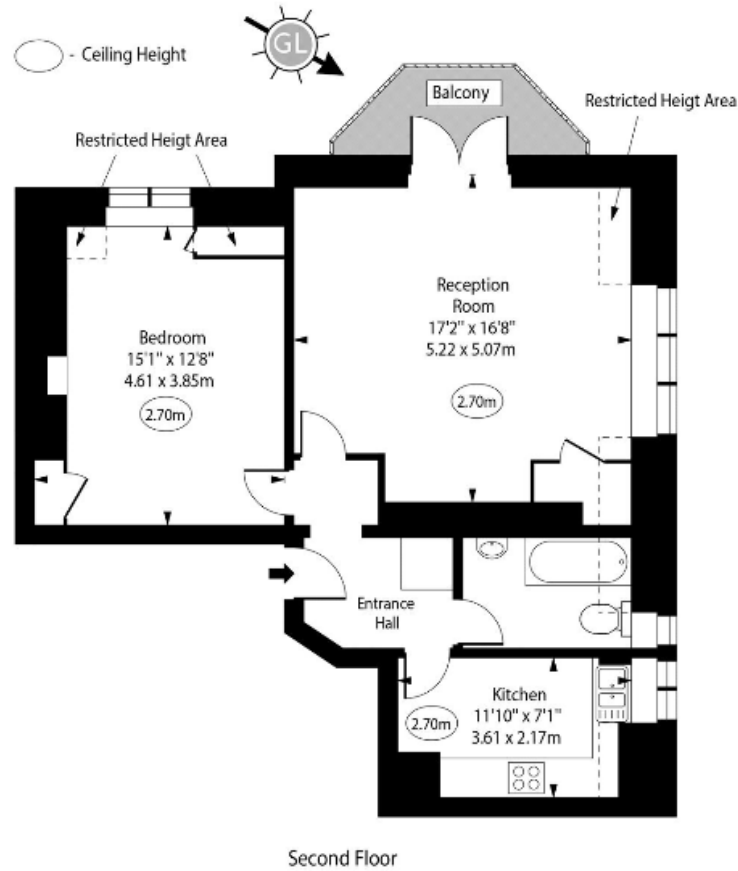 - Ceiling Height
GL
Balcony
Restricted Heigt Area
Restricted Heigt Area
Reception
Room
17'2" x 16'8"
5.22 x 5.07m
2.70m
Bedroom
15'1" x 12'8"
4.61 x 3.85m
2.70m
Entrance
Hall
Kitchen
11'10" x 7'1"
3.61 x 2.17m
2.70m
Second Floor